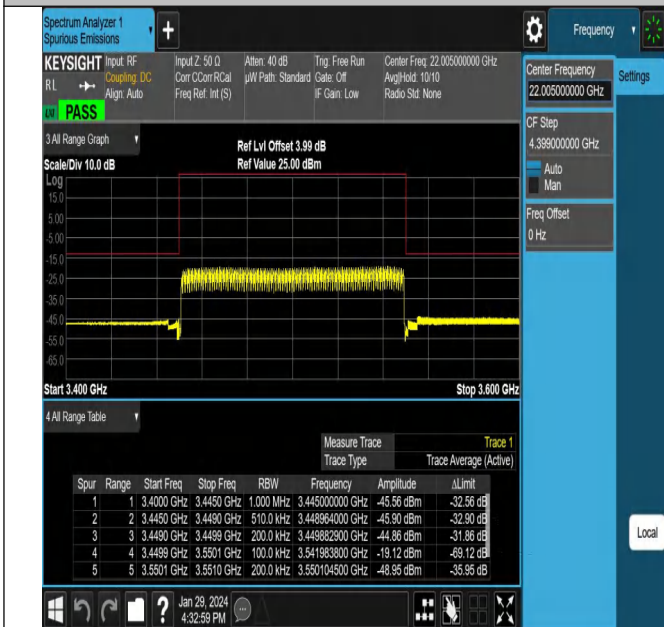 Spectrum Analyzer 1
Spurious Emissions
Frequency
KEYSIGHT Input: RF
RL Coupling: DC
Align: Auto
Input Z: 50 Ω
Corr CCorr RCal
Freq Ref: Int (S)
Atten: 40 dB
µW Path: Standard
Trig: Free Run
Gate: Off
IF Gain: Low
Center Freq: 22.005000000 GHz
Avg|Hold: 10/10
Radio Std: None
PASS
3 All Range Graph
Ref Lvl Offset 3.99 dB
Scale/Div 10.0 dB
Ref Value 25.00 dBm
Log
15.0
5.00
-5.00
-15.0
-25.0
-35.0
-45.0
-55.0
-65.0
Start 3.400 GHz
Stop 3.600 GHz
4 All Range Table
Measure Trace Trace 1
Trace Type Trace Average (Active)
Spur Range Start Freq Stop Freq RBW Frequency Amplitude ΔLimit
1 1 3.4000 GHz 3.4450 GHz 1.000 MHz 3.445000000 GHz -45.56 dBm -32.56 dB
2 2 3.4450 GHz 3.4490 GHz 510.0 kHz 3.448964000 GHz -45.90 dBm -32.90 dB
3 3 3.4490 GHz 3.4499 GHz 200.0 kHz 3.449882900 GHz -44.86 dBm -31.86 dB
4 4 3.4499 GHz 3.5501 GHz 100.0 kHz 3.541983800 GHz -19.12 dBm -69.12 dB
5 5 3.5501 GHz 3.5510 GHz 200.0 kHz 3.550104500 GHz -48.95 dBm -35.95 dB
Jan 29, 2024
4:32:59 PM
Center Frequency
22.005000000 GHz
Settings
CF Step
4.399000000 GHz
Auto
Man
Freq Offset
0 Hz
Local